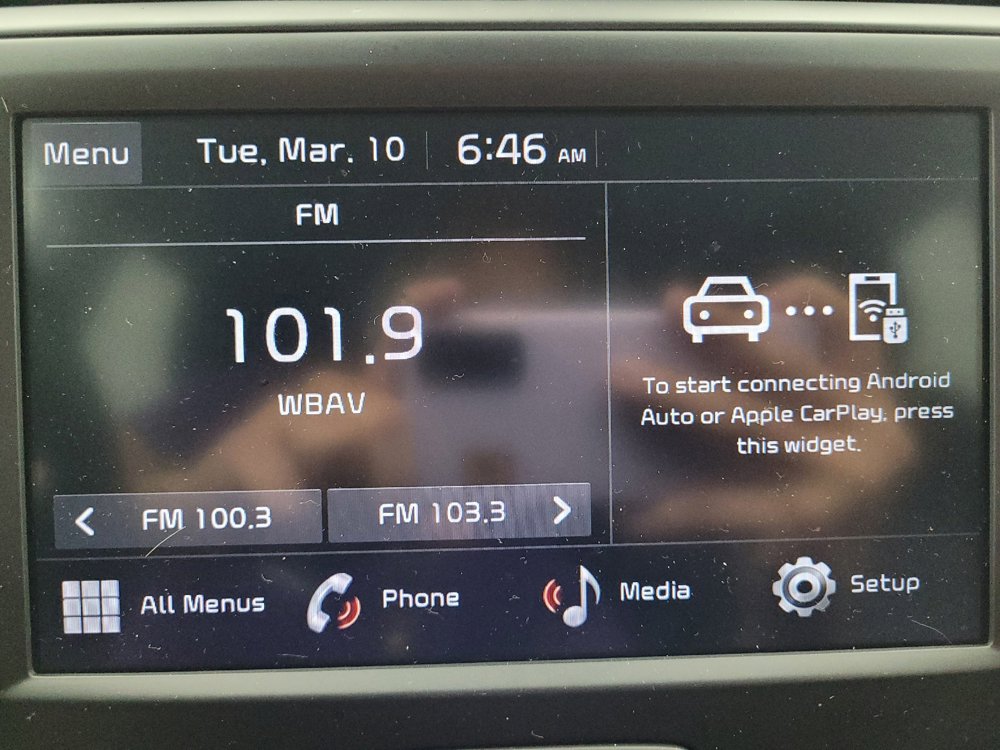 Menu
Tue, Mar. 10
6:46 AM
FM
101.9
WBAV
FM 100.3
FM 103.3
To start connecting Android
Auto or Apple CarPlay, press
this widget.
All Menus
Phone
Media
Setup